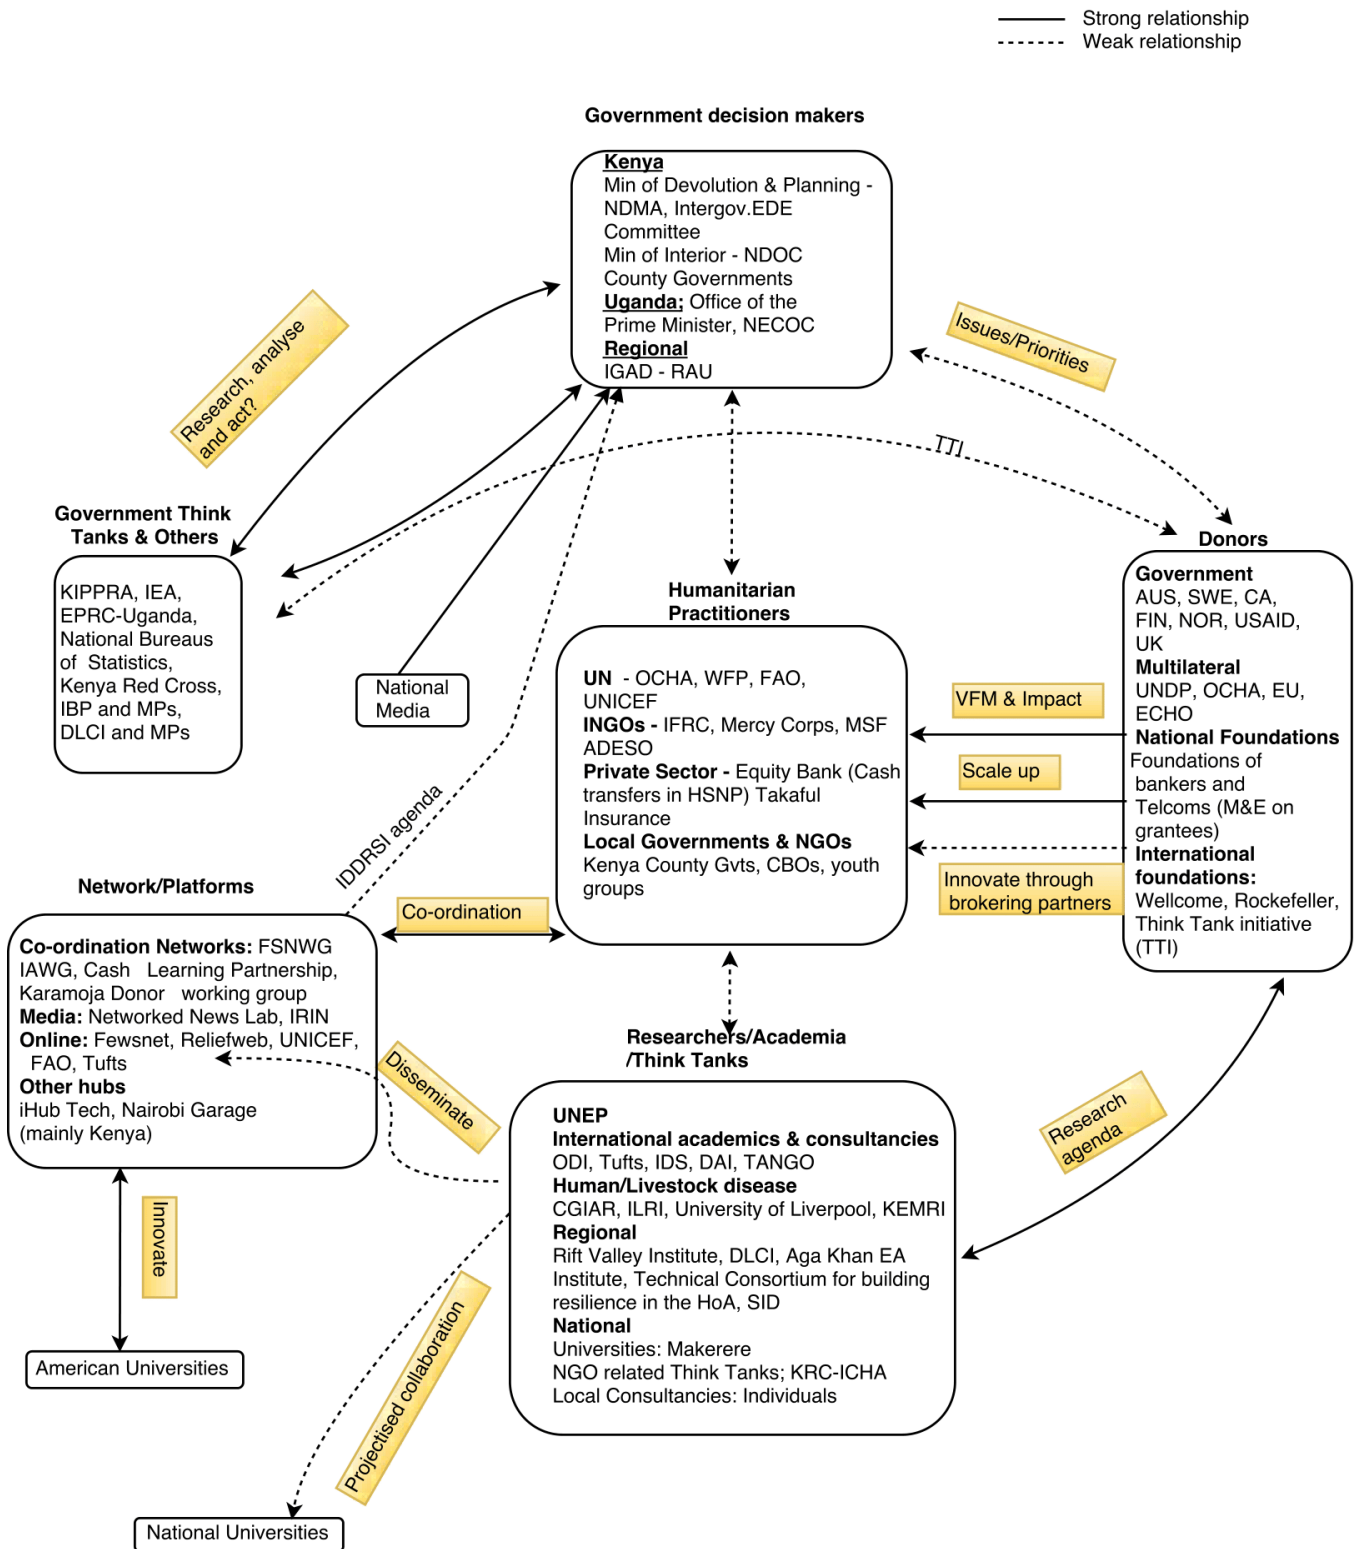 Strong relationship
Weak relationship
Government decision makers
Kenya
Min of Devolution & Planning -
NDMA, Intergov.EDE
Committee
Min of Interior - NDOC
County Governments
Uganda; Office of the
Prime Minister, NECOC
Regional
IGAD - RAU
Issues/Priorities
Research, analyse
and act?
TTI
Government Think
Tanks & Others
KIPPRA, IEA,
EPRC-Uganda,
National Bureaus
of Statistics,
Kenya Red Cross,
IBP and MPs,
DLCI and MPs
National
Media
Humanitarian
Practitioners
UN - OCHA, WFP, FAO,
UNICEF
INGOs - IFRC, Mercy Corps, MSF
ADESO
Private Sector - Equity Bank (Cash
transfers in HSNP) Takaful
Insurance
Local Governments & NGOs
Kenya County Gvts, CBOs, youth
groups
VFM & Impact
Scale up
Innovate through
brokering partners
Donors
Government
AUS, SWE, CA,
FIN, NOR, USAID,
UK
Multilateral
UNDP, OCHA, EU,
ECHO
National Foundations
Foundations of
bankers and
Telcoms (M&E on
grantees)
International
foundations:
Wellcome, Rockefeller,
Think Tank initiative
(TTI)
IDDRSI agenda
Network/Platforms
Co-ordination
Co-ordination Networks: FSNWG
IAWG, Cash Learning Partnership,
Karamoja Donor working group
Media: Networked News Lab, IRIN
Online: Fewsnet, Reliefweb, UNICEF,
FAO, Tufts
Other hubs
iHub Tech, Nairobi Garage
(mainly Kenya)
Disseminate
Researchers/Academia
/Think Tanks
UNEP
International academics & consultancies
ODI, Tufts, IDS, DAI, TANGO
Human/Livestock disease
CGIAR, ILRI, University of Liverpool, KEMRI
Regional
Rift Valley Institute, DLCI, Aga Khan EA
Institute, Technical Consortium for building
resilience in the HoA, SID
National
Universities: Makerere
NGO related Think Tanks; KRC-ICHA
Local Consultancies: Individuals
Research
agenda
Innovate
American Universities
Projectised collaboration
National Universities